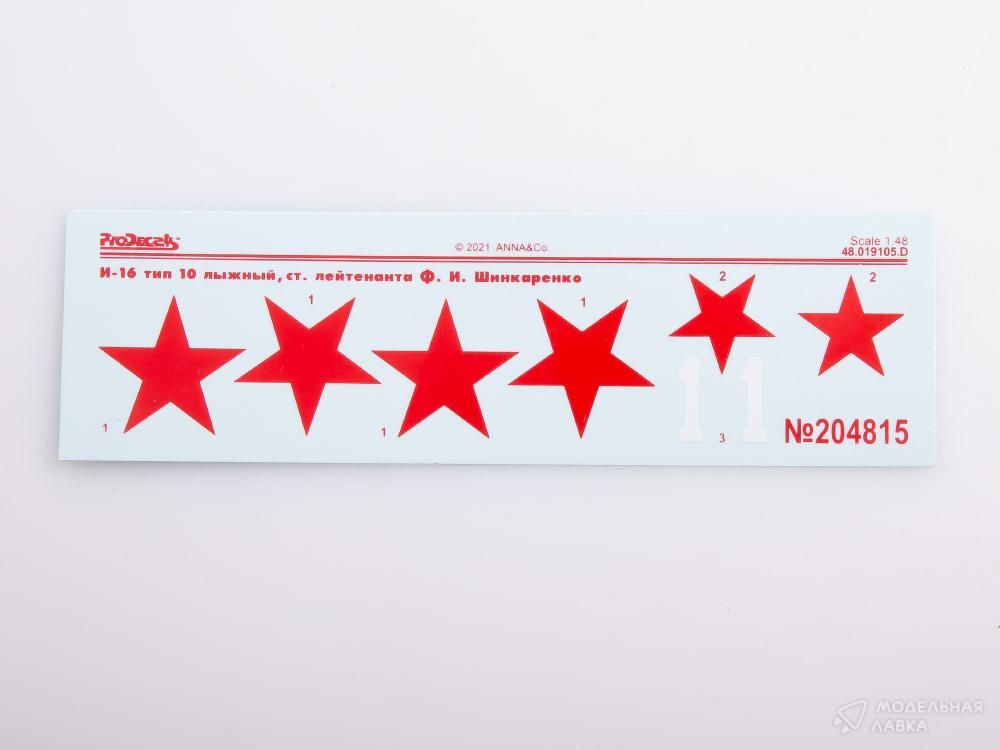 ProDecals™
© 2021 ANNA&Co.
Scale 1.48
48.019105.D
И-16 тип 10 лыжный, ст. лейтенанта Ф. И. Шинкаренко
1
1
2
2
1
1
1 1
3
№204815
МОДЕЛЬНАЯ
ЛАВКА